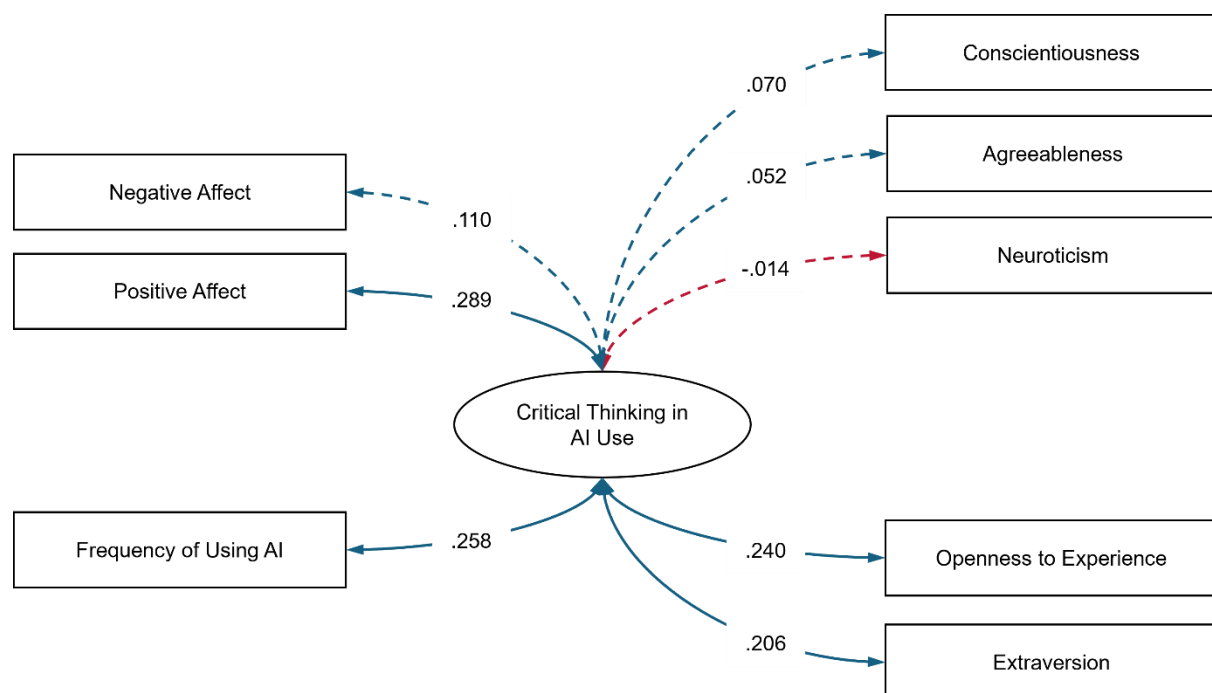 Conscientiousness
.070
Agreeableness
.052
Negative Affect
.110
Neuroticism
-.014
Positive Affect
.289
Critical Thinking in
AI Use
Frequency of Using AI
.258
.240
Openness to Experience
.206
Extraversion